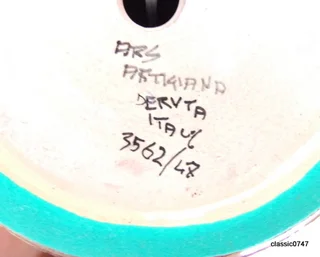 ARS
ARTIGIANA
DERUTA
ITALY
3562/48
classic0747